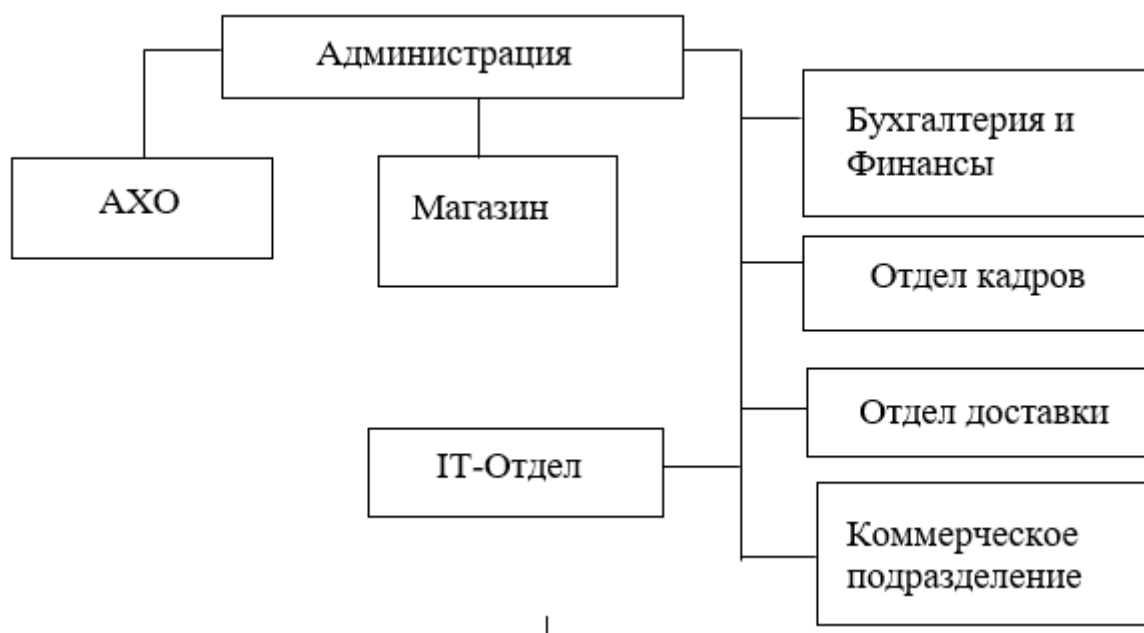 Администрация
Бухгалтерия и
Финансы
АХО
Магазин
Отдел кадров
Отдел доставки
IT-Отдел
Коммерческое
подразделение